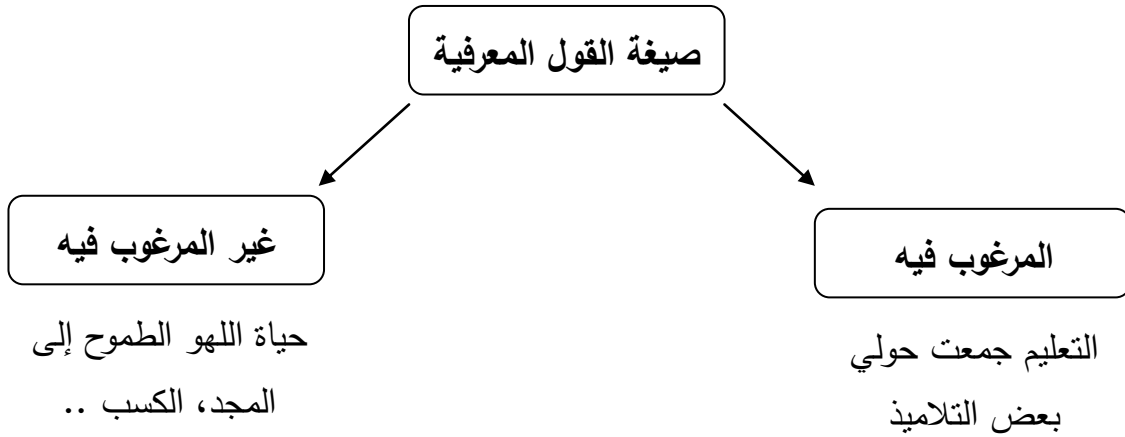 صيغة القول المعرفية
المرغوب فيه
غير المرغوب فيه
التعليم جمعت حولي
بعض التلاميذ
حياة اللهو الطموح إلى
المجد، الكسب ..